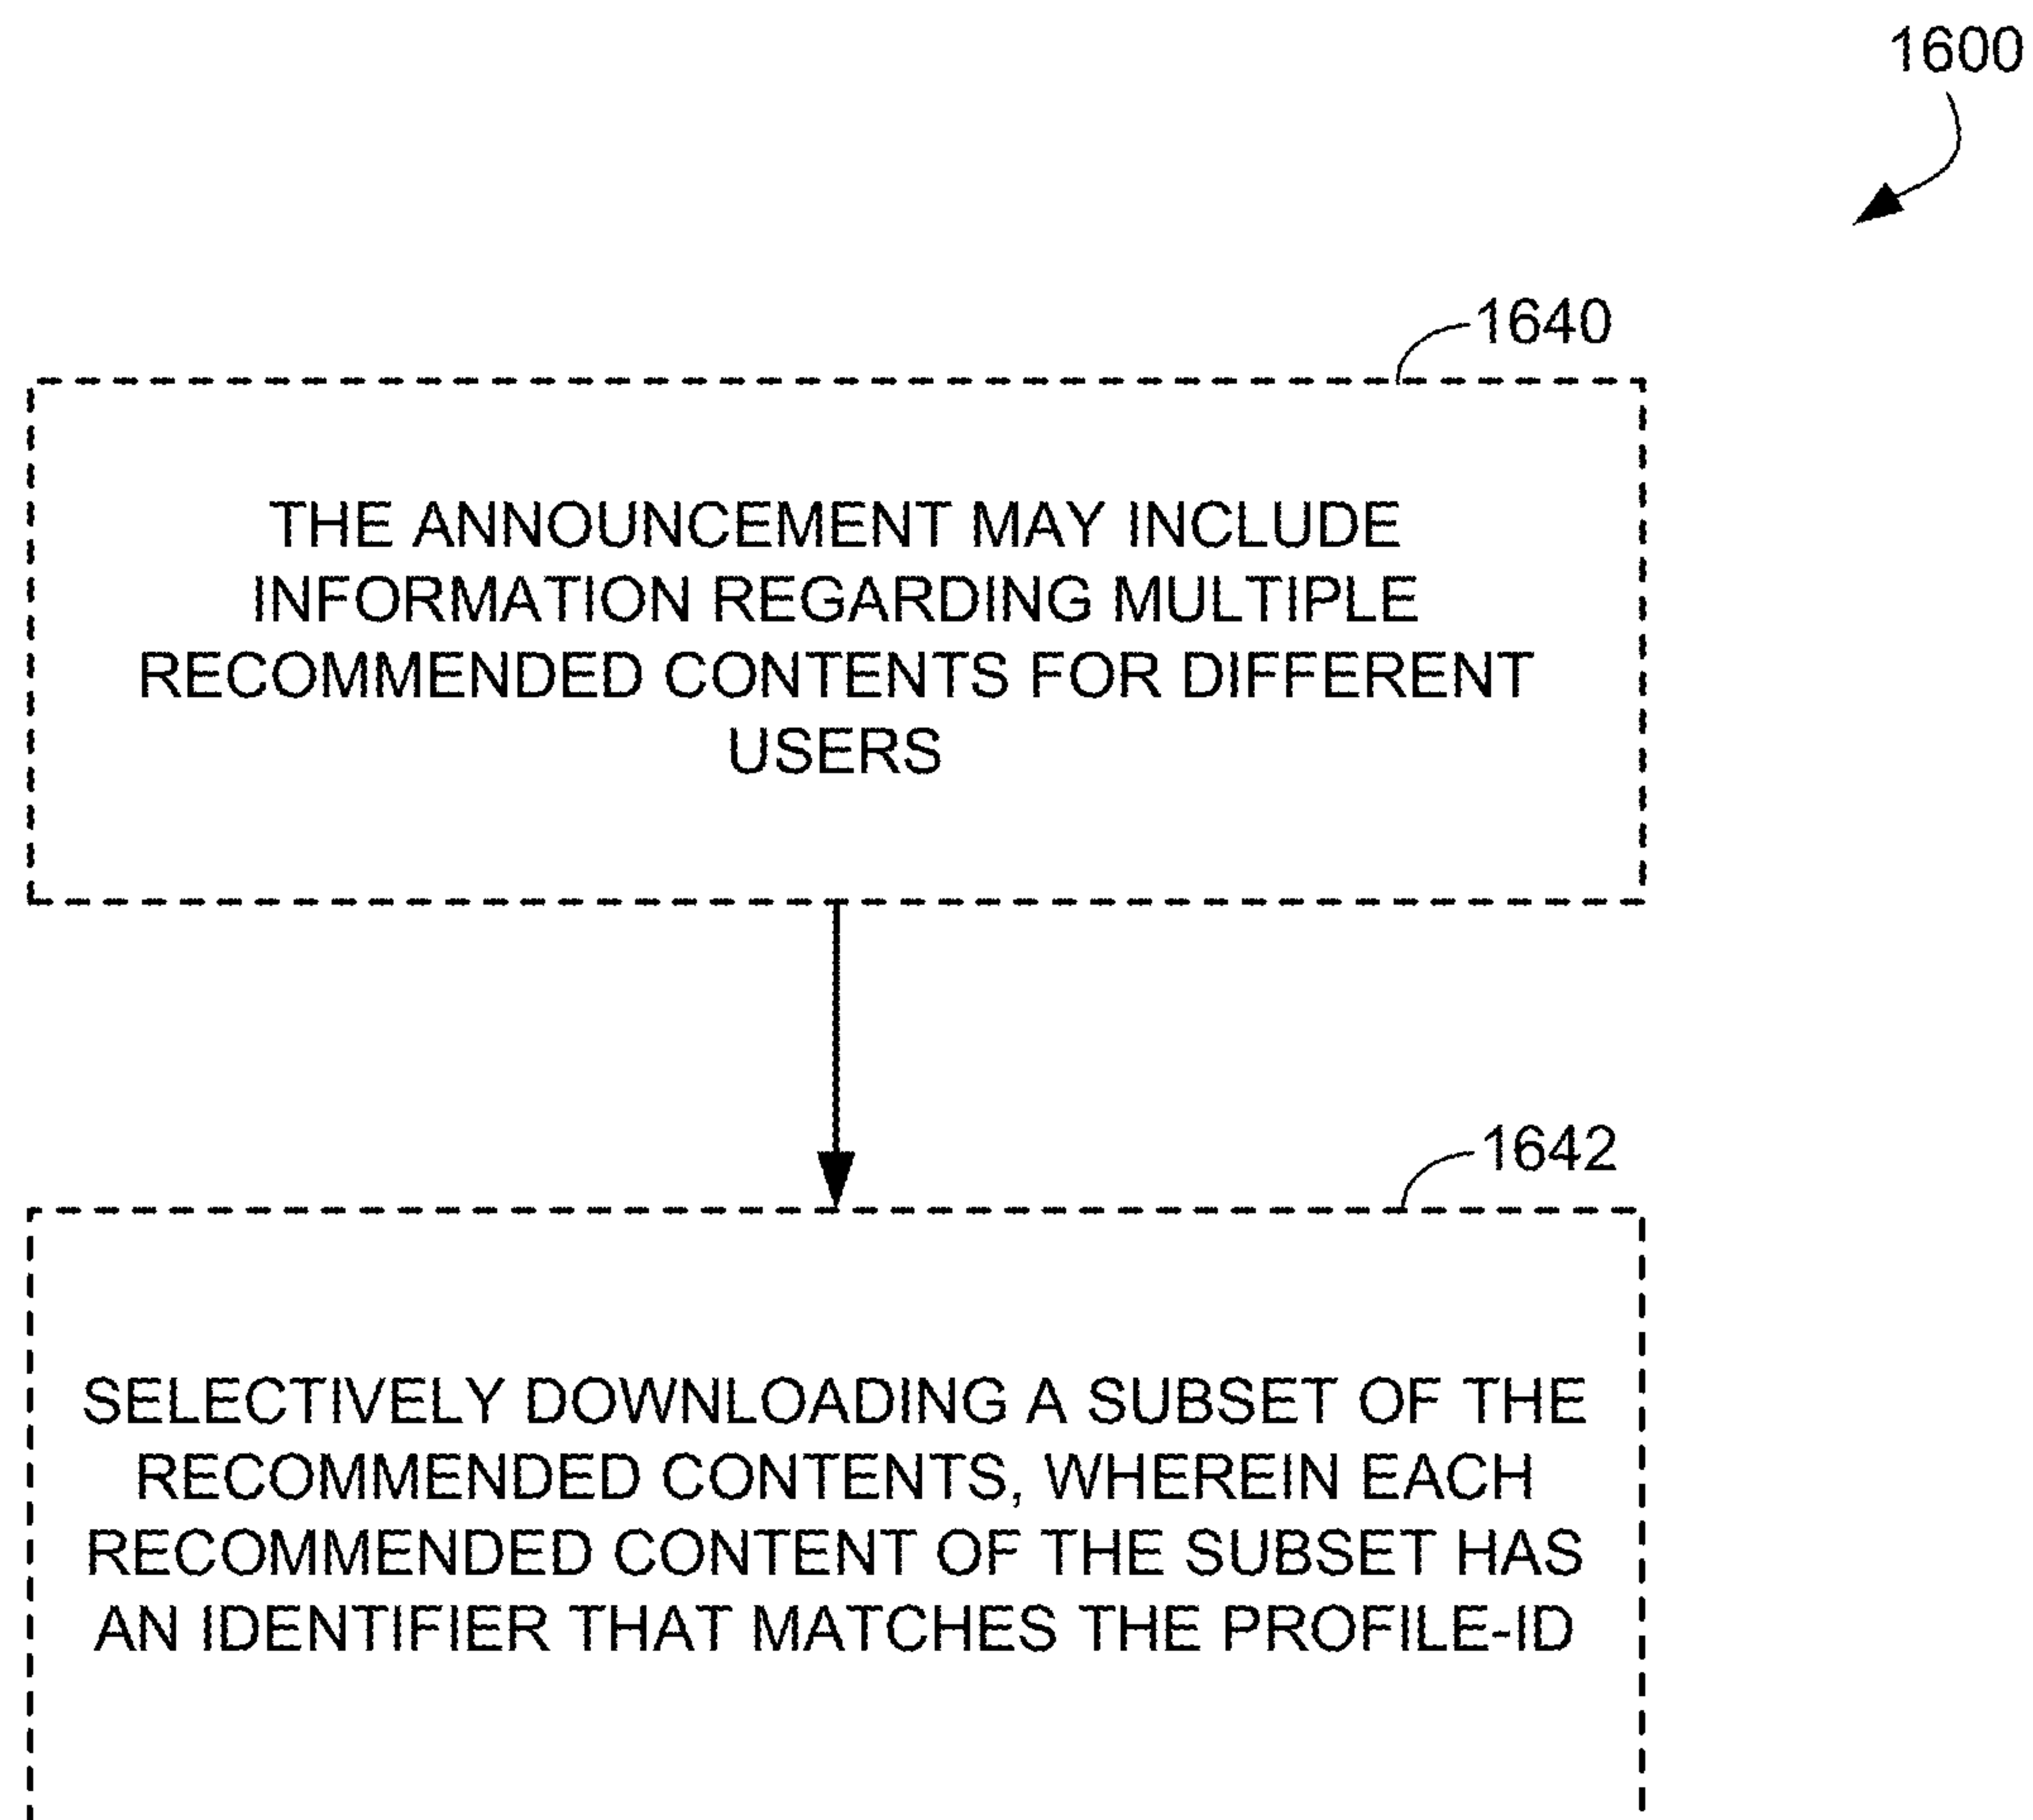 1600
1640
THE ANNOUNCEMENT MAY INCLUDE
INFORMATION REGARDING MULTIPLE
RECOMMENDED CONTENTS FOR DIFFERENT
USERS
1642
SELECTIVELY DOWNLOADING A SUBSET OF THE
RECOMMENDED CONTENTS, WHEREIN EACH
RECOMMENDED CONTENT OF THE SUBSET HAS
AN IDENTIFIER THAT MATCHES THE PROFILE-ID